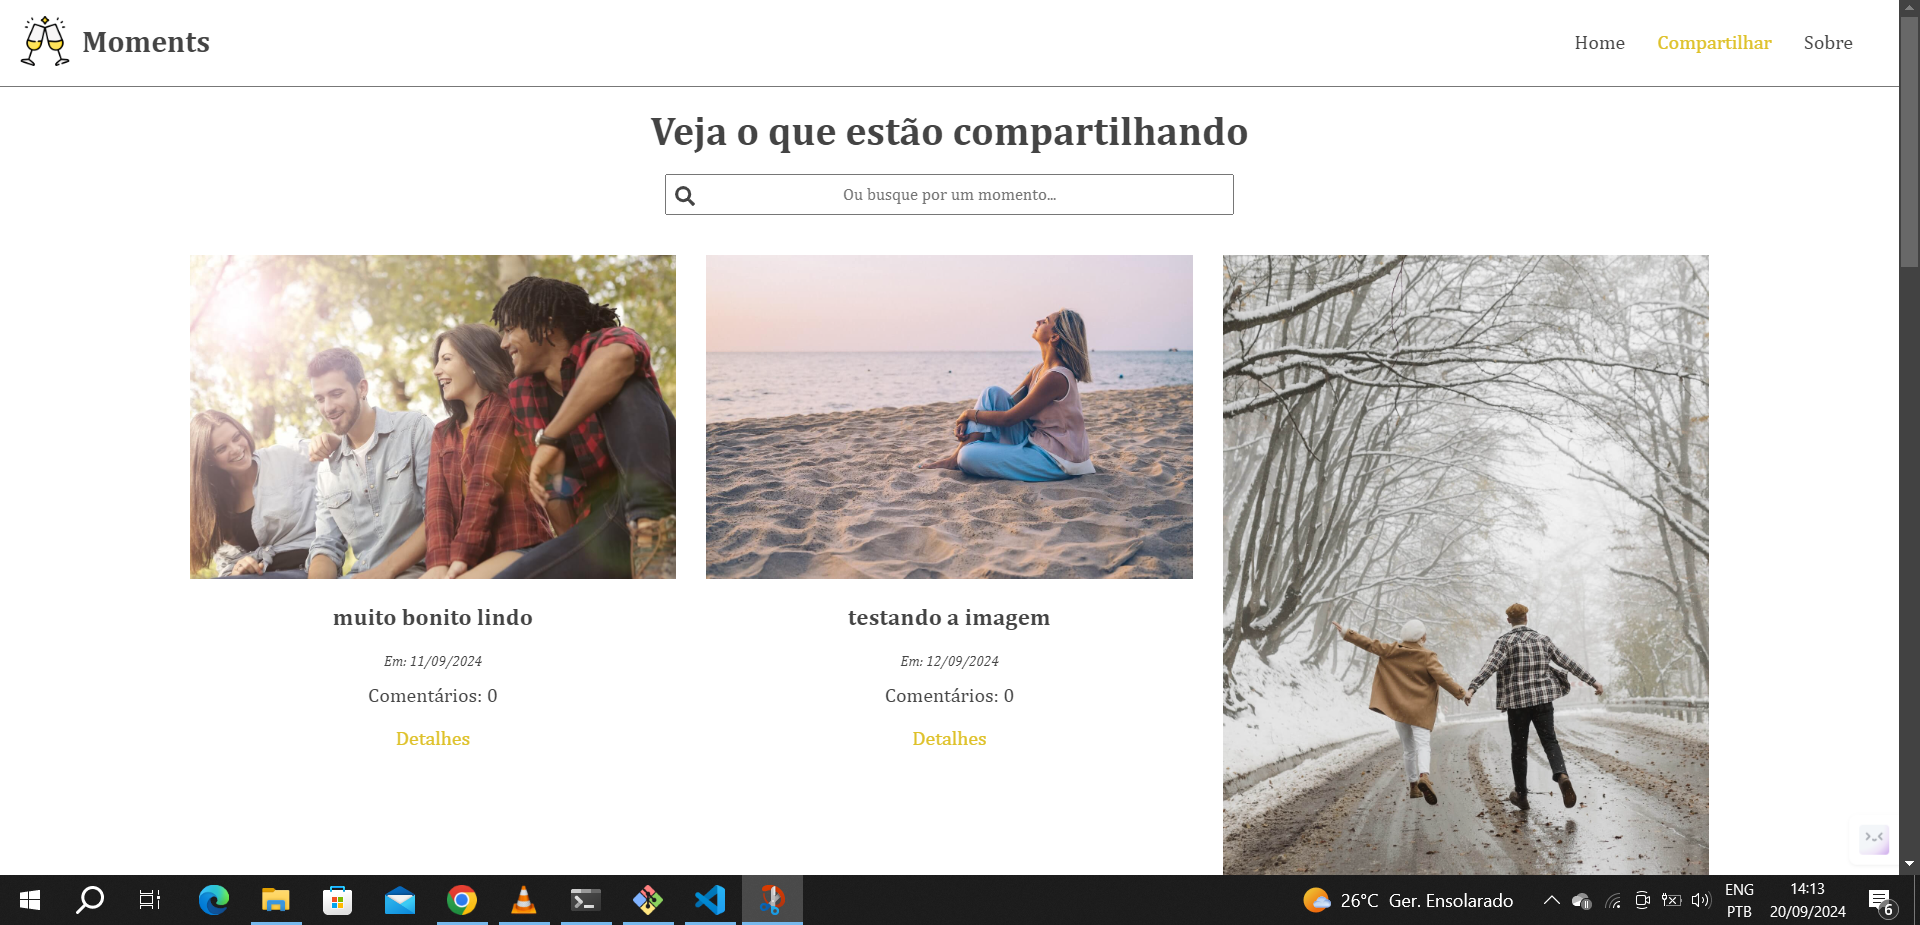 Moments
Home
Compartilhar
Sobre
Veja o que estão compartilhando
Ou busque por um momento...
muito bonito lindo
Em: 11/09/2024
Comentários: 0
Detalhes
testando a imagem
Em: 12/09/2024
Comentários: 0
Detalhes
26°C Ger. Ensolarado
ENG
PTB
14:13
20/09/2024
6